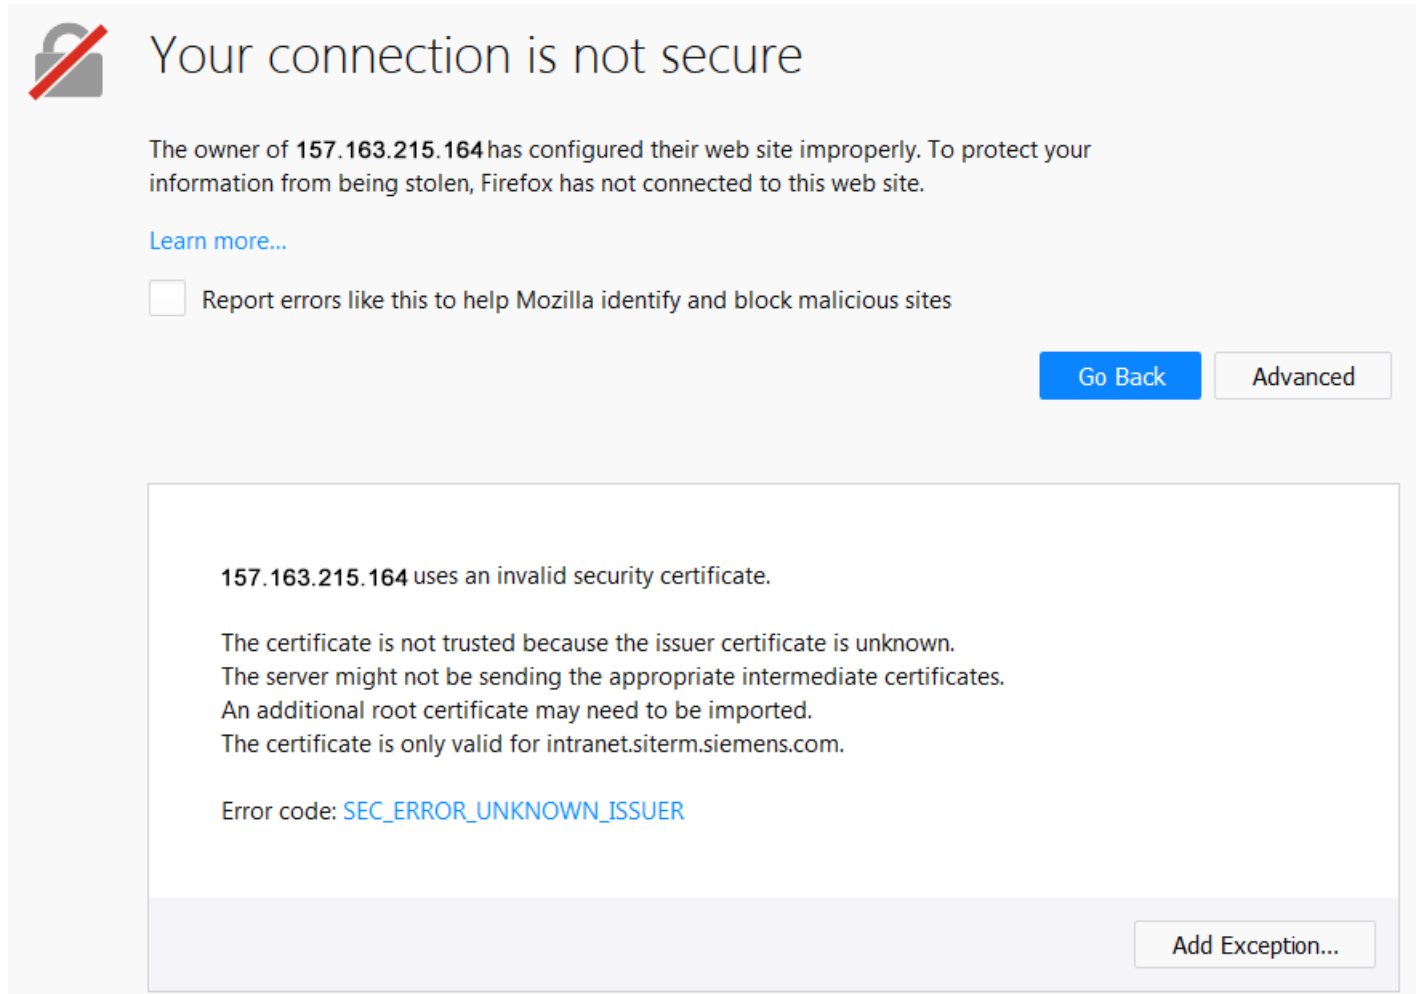 Your connection is not secure
The owner of 157.163.215.164 has configured their web site improperly. To protect your
information from being stolen, Firefox has not connected to this web site.
Learn more...
Report errors like this to help Mozilla identify and block malicious sites
Go Back
Advanced
157.163.215.164 uses an invalid security certificate.
The certificate is not trusted because the issuer certificate is unknown.
The server might not be sending the appropriate intermediate certificates.
An additional root certificate may need to be imported.
The certificate is only valid for intranet.siterm.siemens.com.
Error code: SEC_ERROR_UNKNOWN_ISSUER
Add Exception...